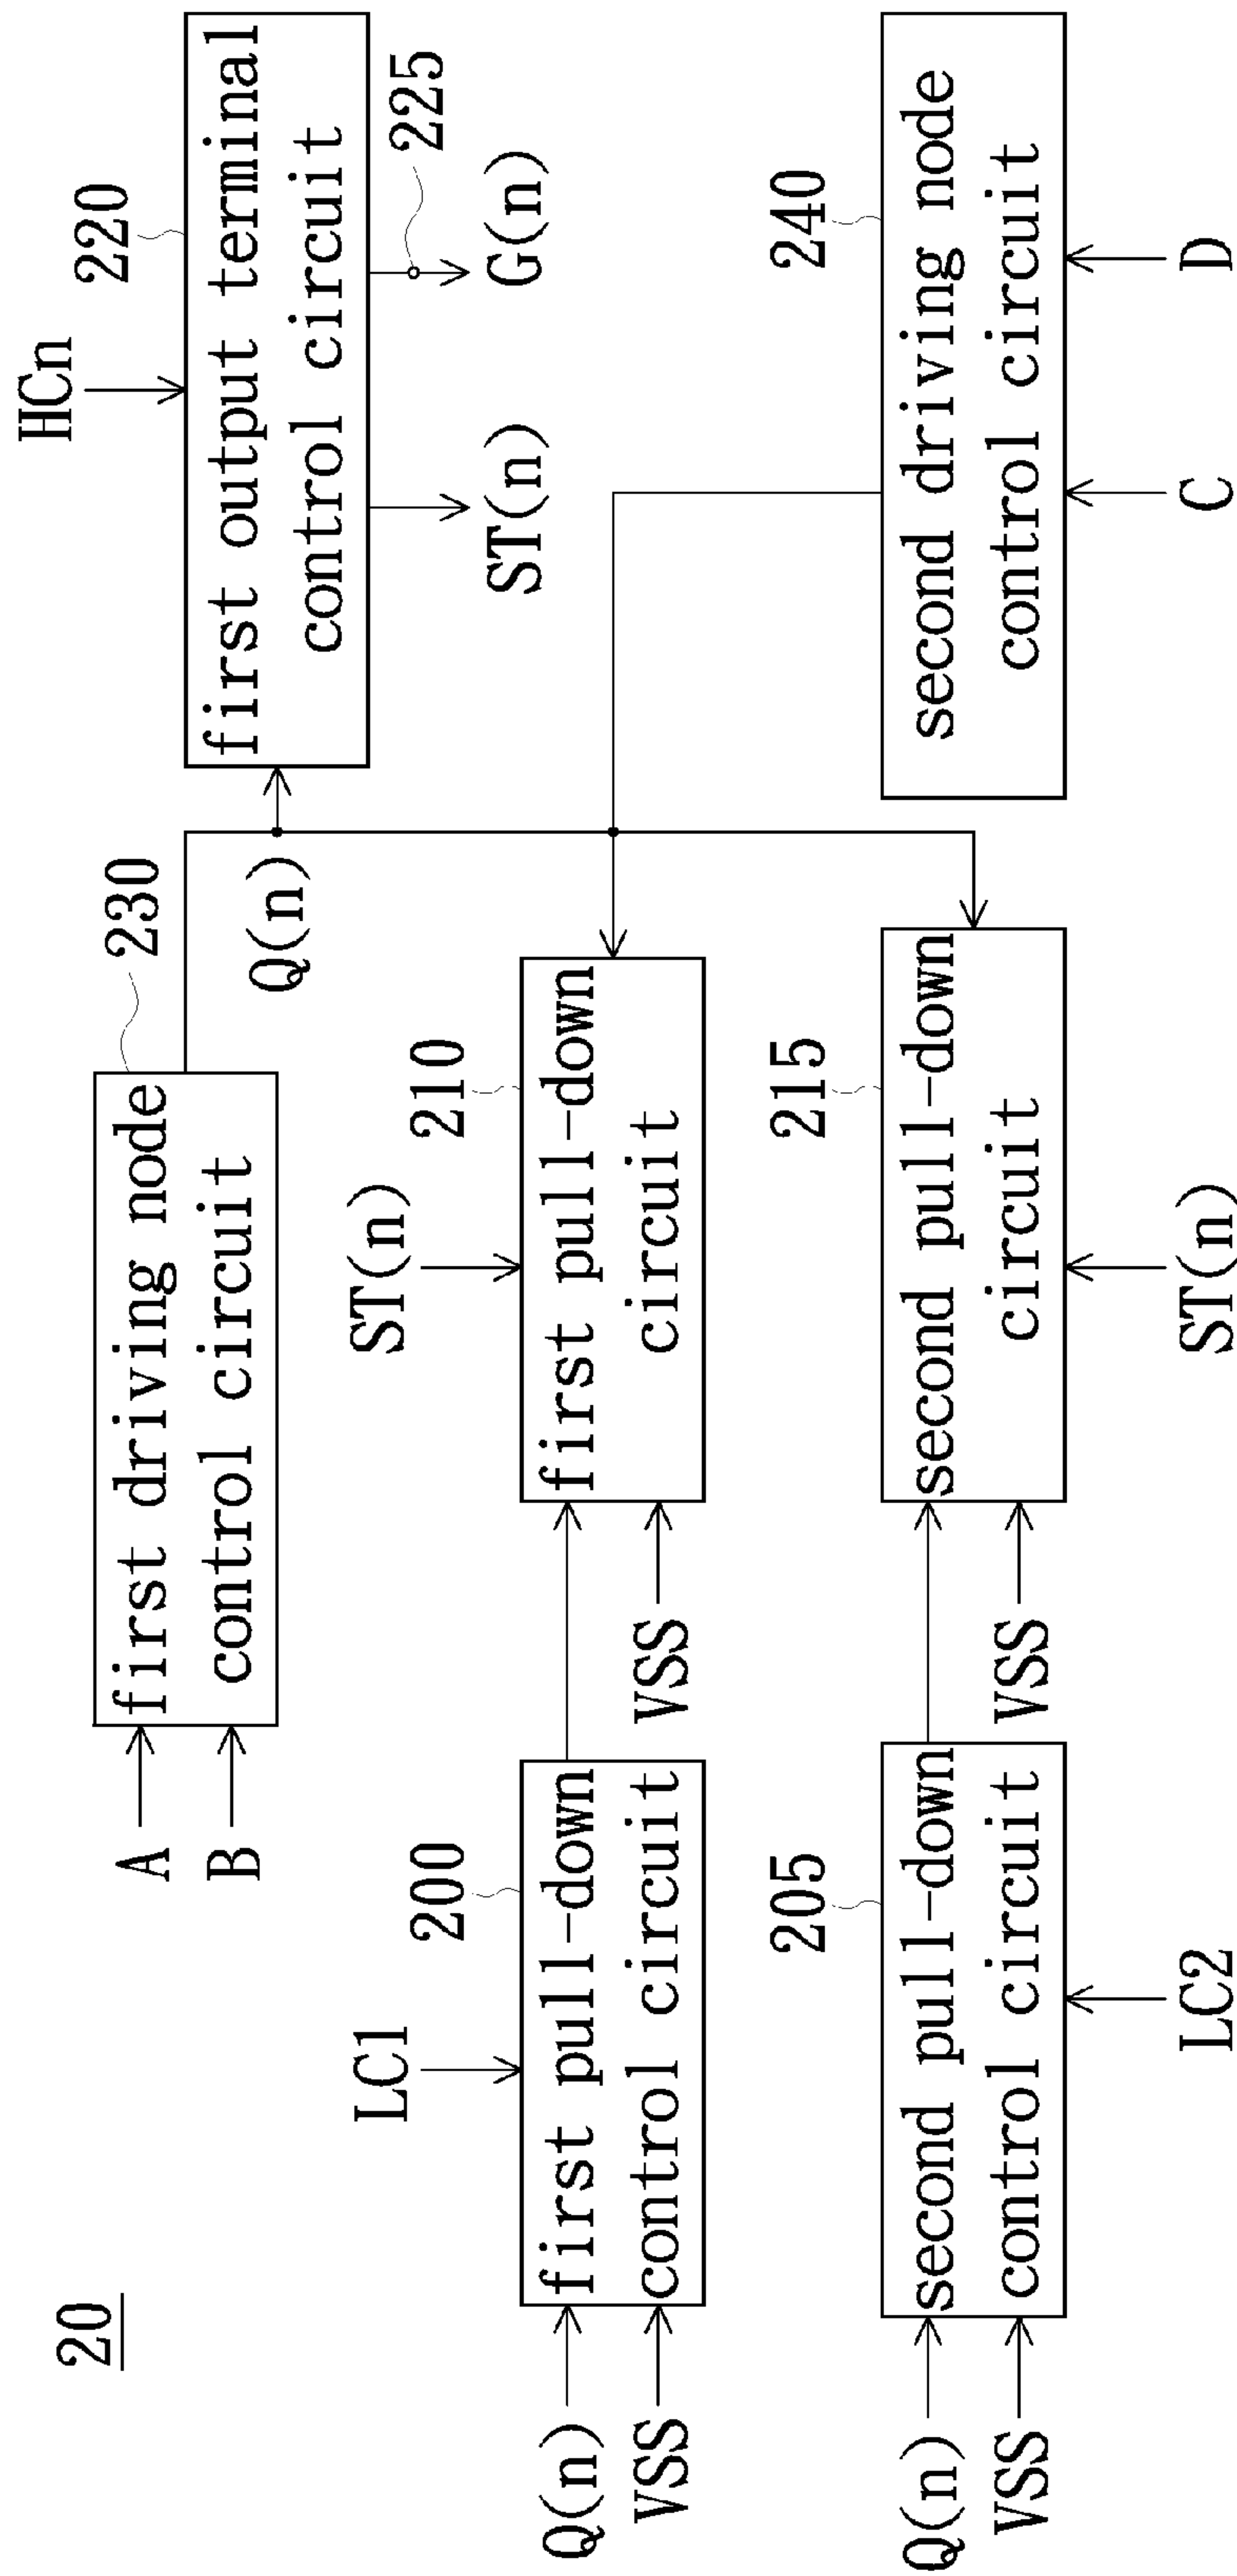 20
A
B
first driving node
control circuit
230
Q(n)
HCn
220
first output terminal
control circuit
225
ST(n)
G(n)
LC1
200
Q(n)
VSS
first pull-down
control circuit
ST(n)
210
VSS
first pull-down
circuit
205
Q(n)
VSS
second pull-down
control circuit
LC2
215
VSS
second pull-down
circuit
ST(n)
240
second driving node
control circuit
C
D